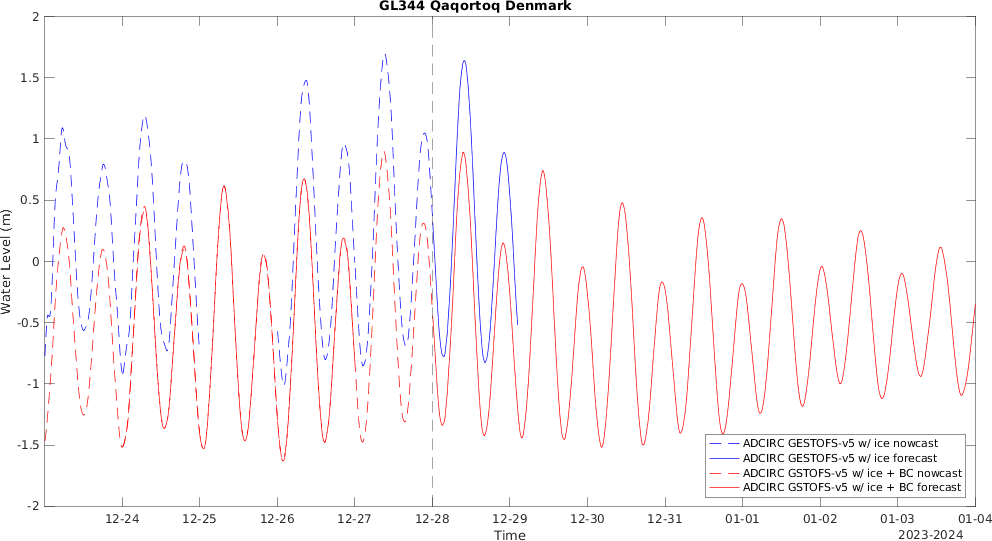 GL344 Qaqortoq Denmark
2
1.5
1
0.5
0
-0.5
-1
-1.5
-2
Water Level (m)
ADCIRC GESTOFS-v5 w/ ice nowcast
ADCIRC GESTOFS-v5 w/ ice forecast
ADCIRC GSTOFS-v5 w/ ice + BC nowcast
ADCIRC GSTOFS-v5 w/ ice + BC forecast
12-24 12-25 12-26 12-27 12-28 12-29 12-30 12-31 01-01 01-02 01-03 01-04
Time
2023-2024